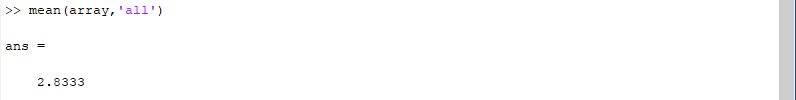 >> mean(array,'all')
ans =
2.8333